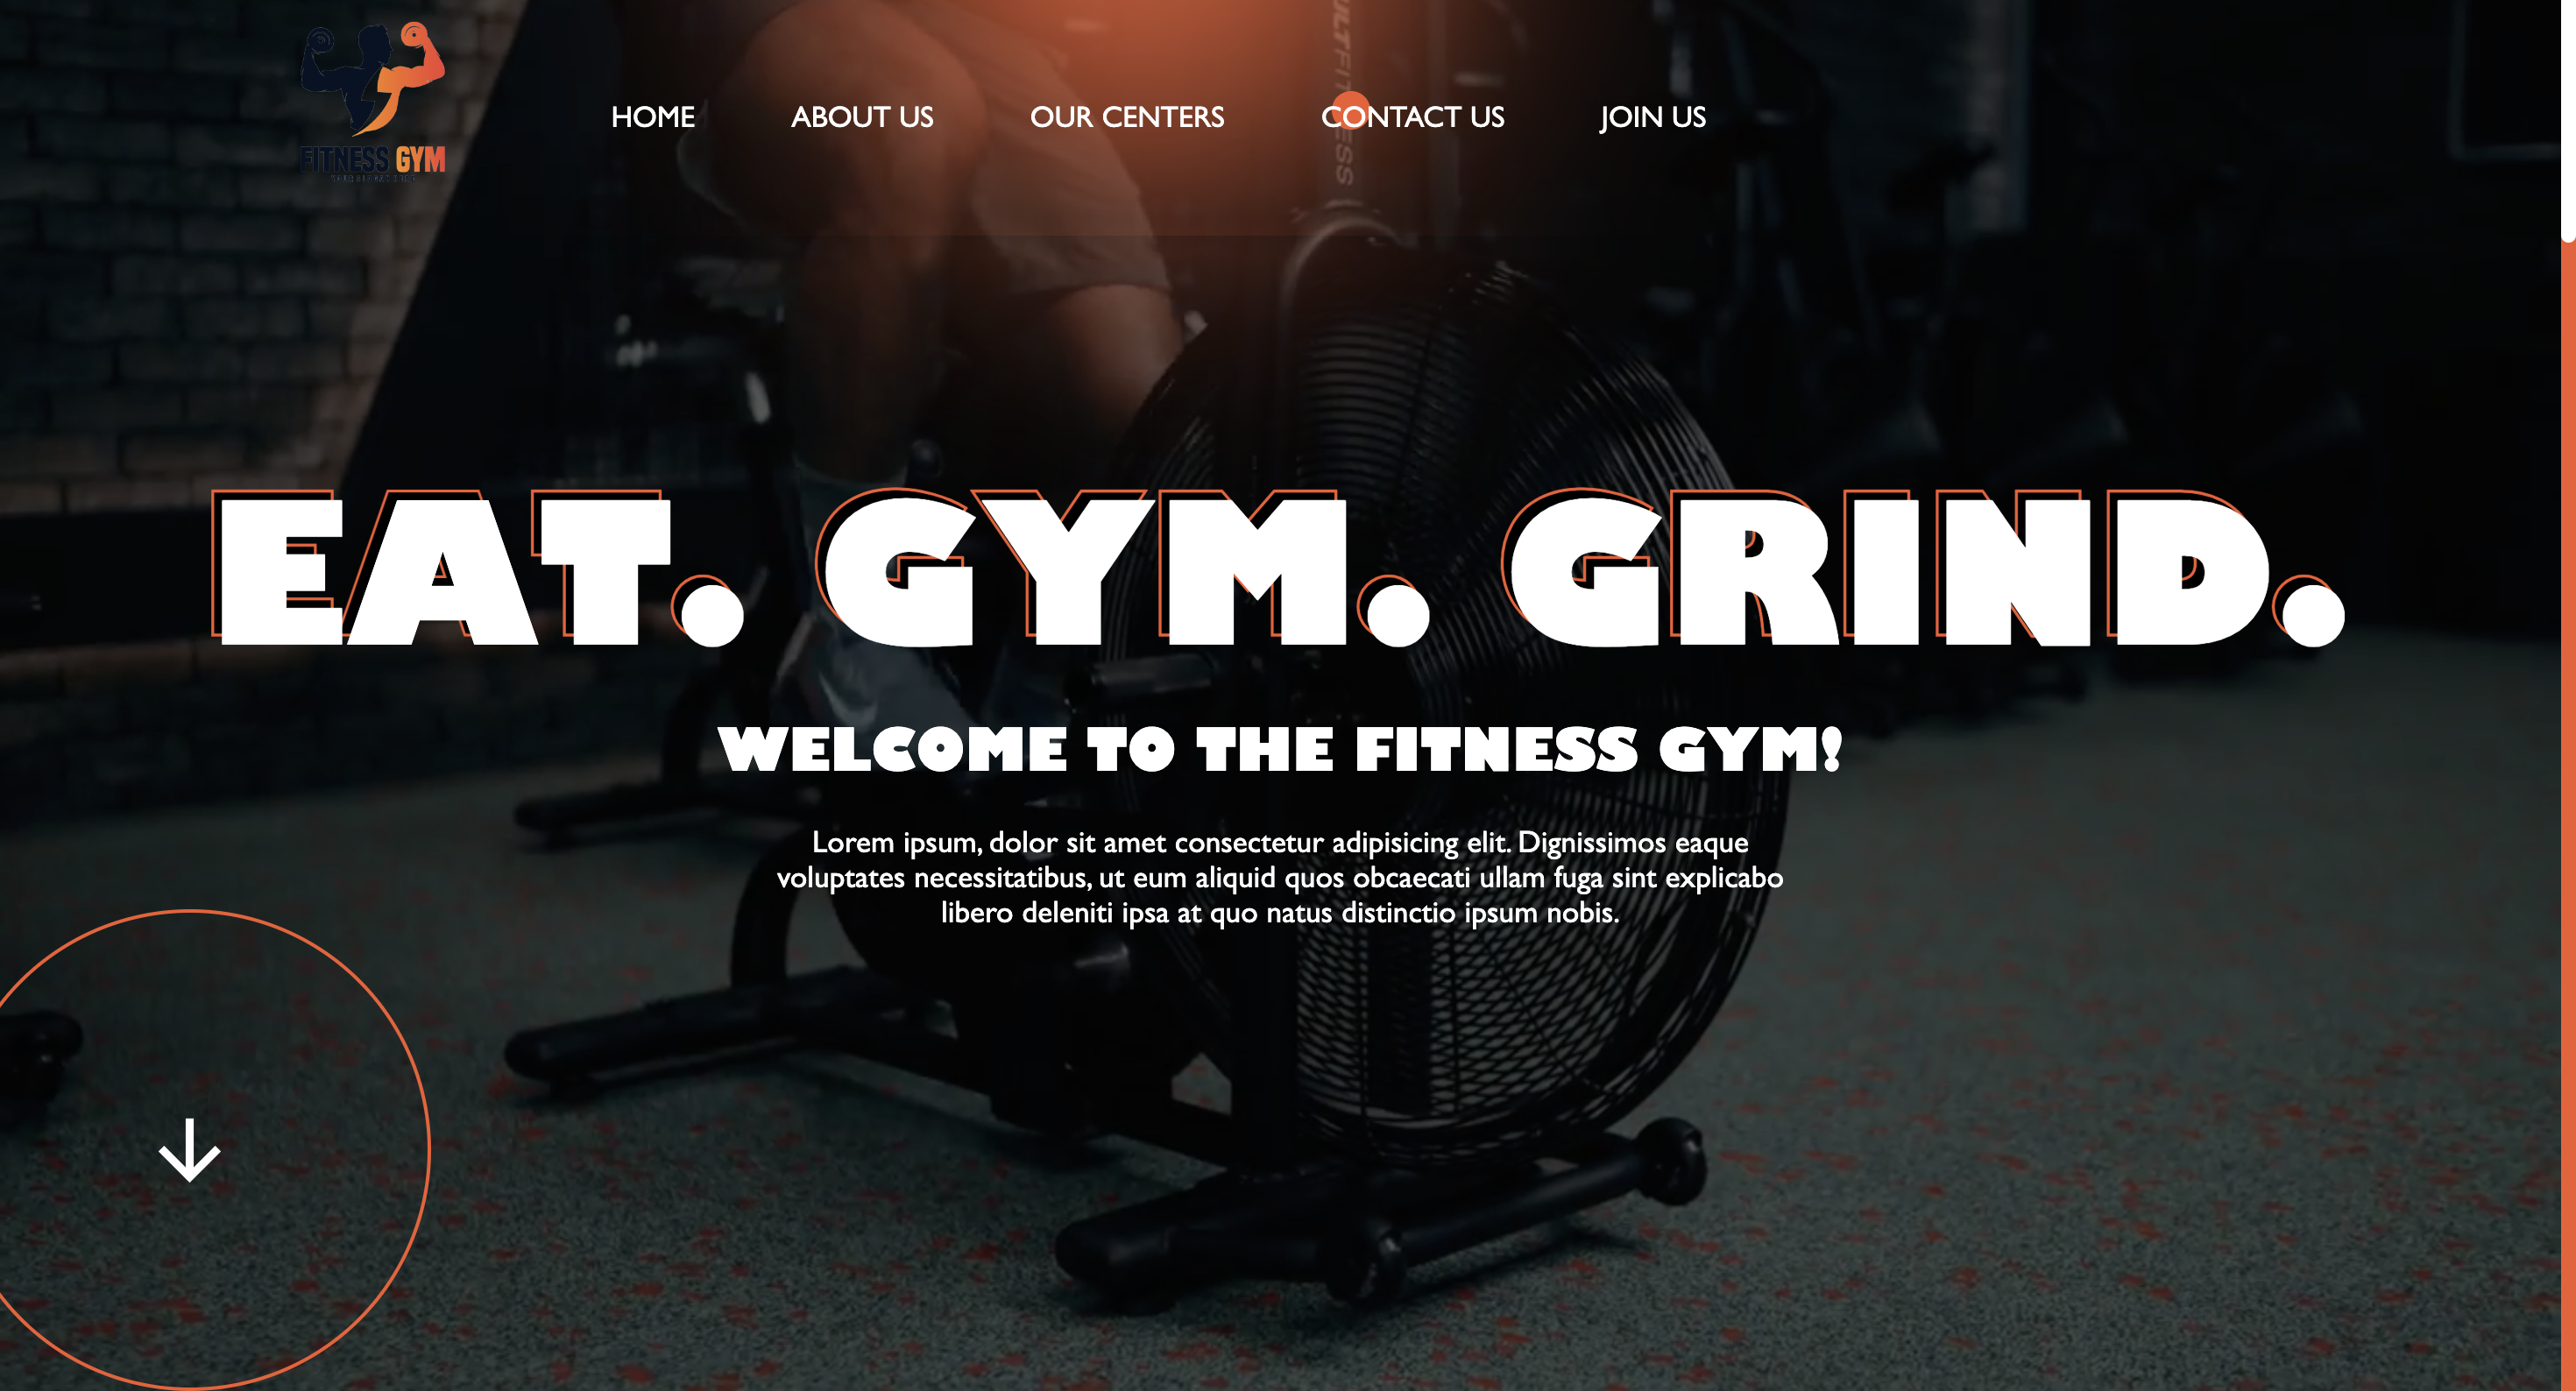 FITNESS GYM
HOME
ABOUT US
OUR CENTERS
CONTACT US
JOIN US
EAT. GYM. GRIND.
WELCOME TO THE FITNESS GYM!
Lorem ipsum, dolor sit amet consectetur adipisicing elit. Dignissimos eaque
voluptates necessitatibus, ut eum aliquid quos obcaecati ullam fuga sint explicabo
libero deleniti ipsa at quo natus distinctio ipsum nobis.